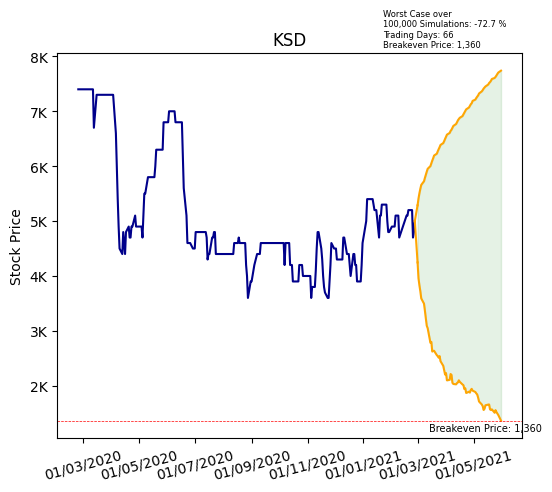 Worst Case over
100,000 Simulations: -72.7 %
Trading Days: 66
Breakeven Price: 1,360
KSD
8K
7K
6K
5K
4K
3K
2K
Stock Price
Breakeven Price: 1,360
01/03/2020 01/05/2020 01/07/2020 01/09/2020 01/11/2020 01/01/2021 01/03/2021 01/05/2021